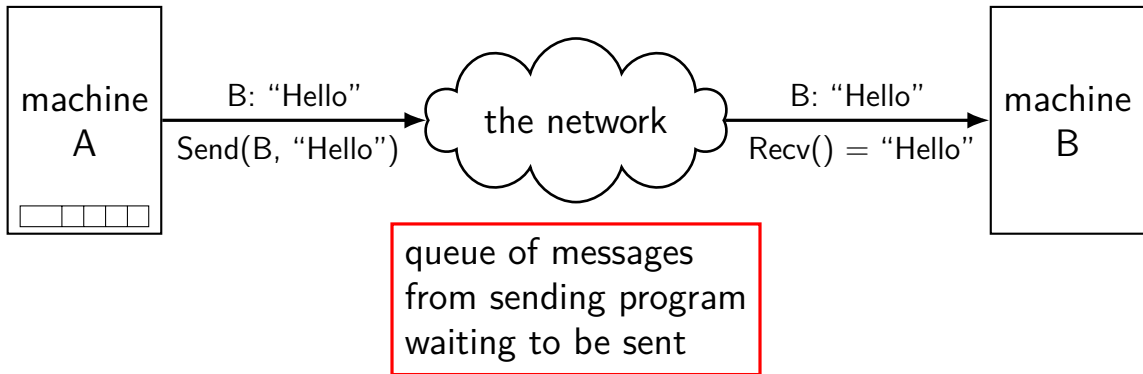 machine
A
B: “Hello”
Send(B, “Hello”)
the network
B: “Hello”
Recv() = “Hello”
machine
B
queue of messages
from sending program
waiting to be sent